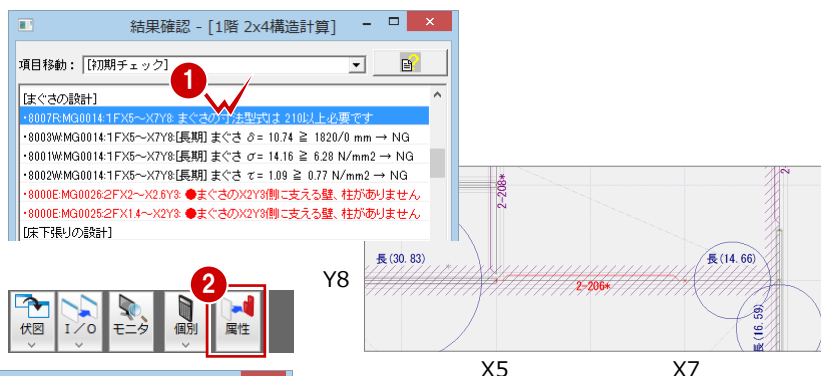 結果確認 - [1階 2x4構造計算]
項目移動： [初期チェック]
1
[まぐさの設計]
･8007R:MG0014:1FX5～X7Y8: まぐさの寸法型式は 210以上必要です
･8003W:MG0014:1FX5～X7Y8:[長期] まぐさ δ= 10.74 ≧ 1820/0 mm → NG
･8001W:MG0014:1FX5～X7Y8:[長期] まぐさ σ= 14.16 ≧ 6.28 N/mm2 → NG
･8002W:MG0014:1FX5～X7Y8:[長期] まぐさ τ= 1.09 ≧ 0.77 N/mm2 → NG
･8000E:MG0026:2FX2～X2.6Y3: ●まぐさのX2Y3側に支える壁、柱がありません
･8000E:MG0025:2FX1.4～X2Y3: ●まぐさのX2Y3側に支える壁、柱がありません
[床下張りの設計]
2-208*
長(30.83)
長(14.66)
Y8
2-206*
長(16.59)
X5
X7
2
伏図
I／O
モニタ
個別
属性